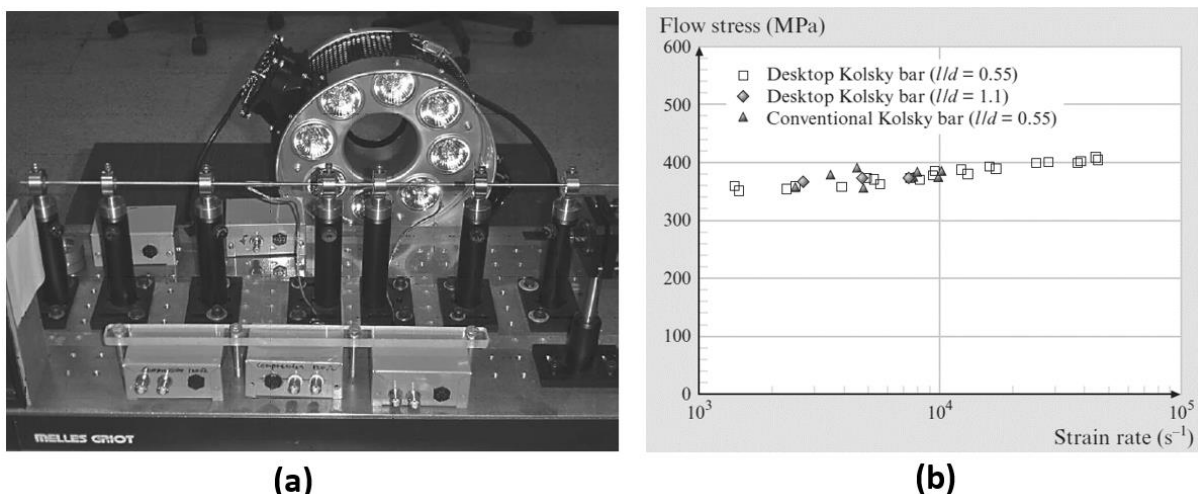 MELLES GRIOT
(a)
Flow stress (MPa)
600
500
400
300
200
100
0
Desktop Kolsky bar (l/d = 0.55)
Desktop Kolsky bar (l/d = 1.1)
Conventional Kolsky bar (l/d = 0.55)
10³
10⁴
10⁵
Strain rate (s⁻¹)
(b)